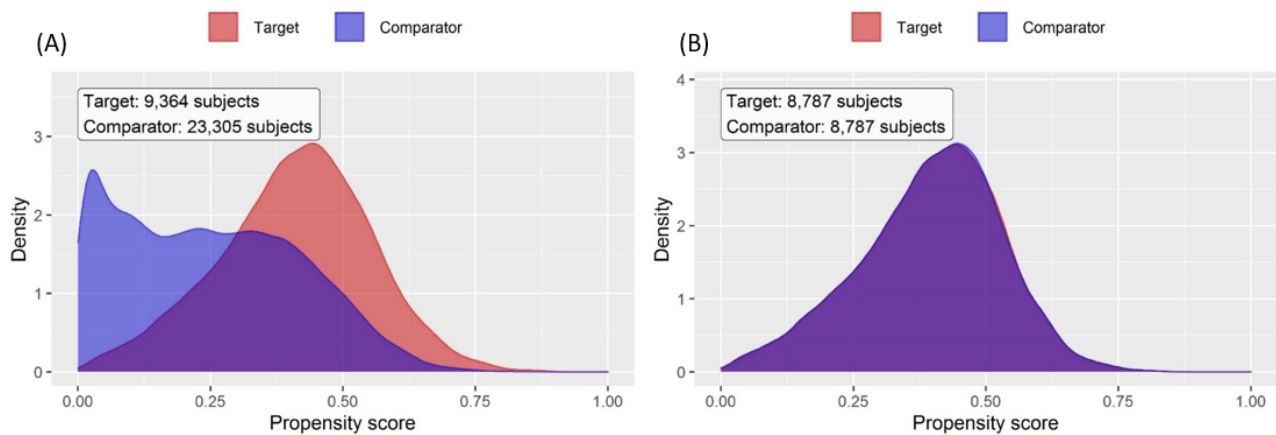 (A)
Target
Comparator
Target: 9,364 subjects
Comparator: 23,305 subjects
Density
3
2
1
0
0.00
0.25
0.50
0.75
1.00
Propensity score
(B)
Target
Comparator
Target: 8,787 subjects
Comparator: 8,787 subjects
Density
4
3
2
1
0
0.00
0.25
0.50
0.75
1.00
Propensity score